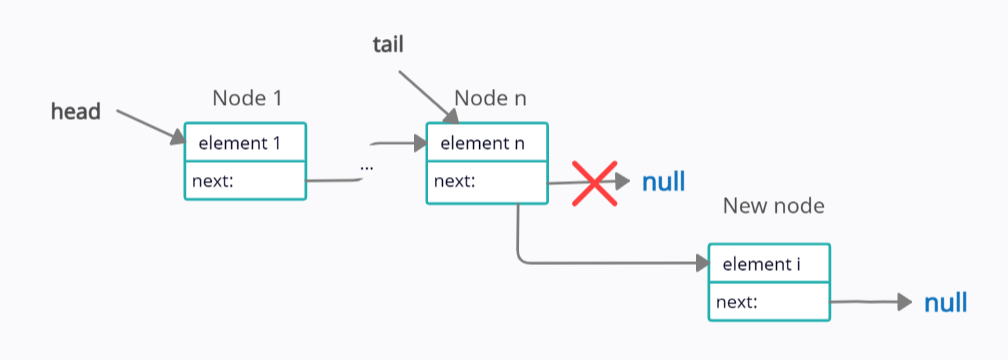 tail
head
Node 1
Node n
element 1
next:
...
element n
next:
null
New node
element i
next:
null